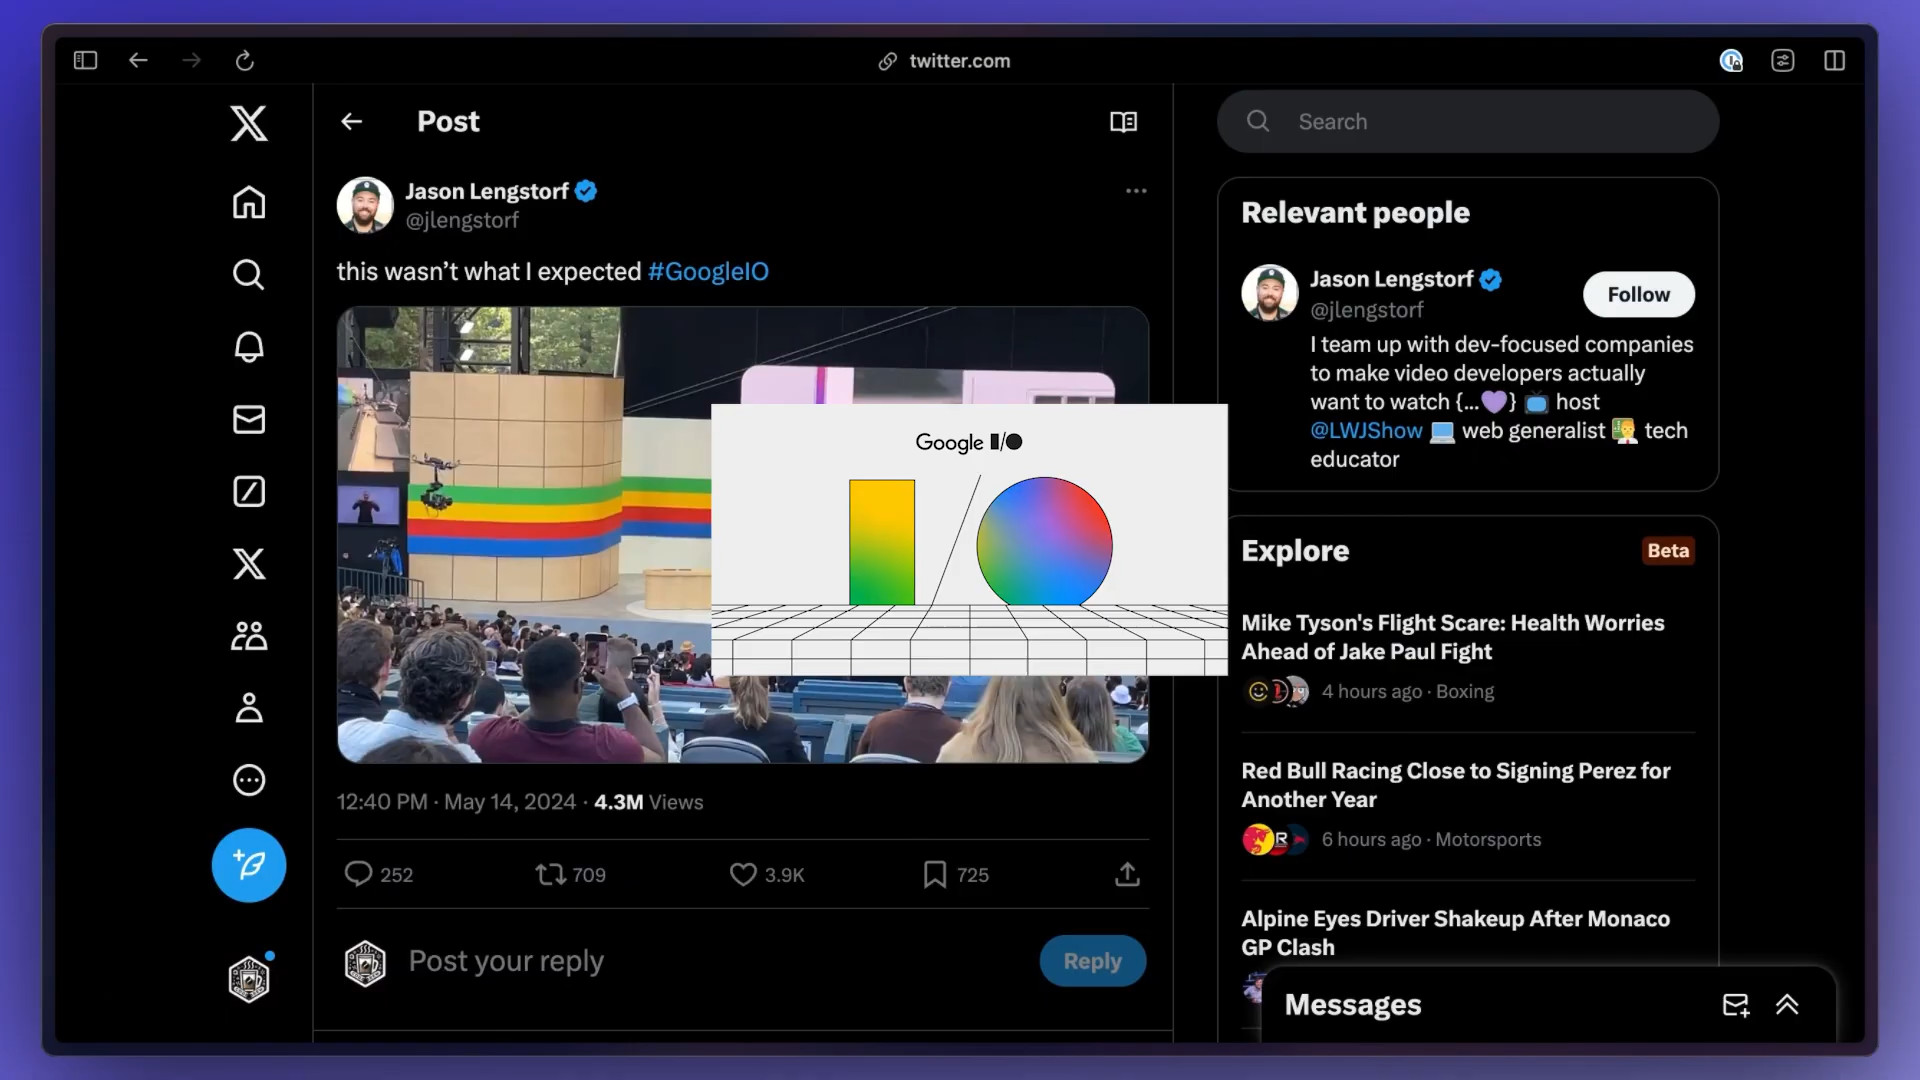 twitter.com
Post
Search
Jason Lengstorf
@jlengstorf
this wasn't what I expected #GoogleIO
Google I/O
12:40 PM · May 14, 2024 · 4.3M Views
252
709
3.9K
725
Post your reply
Reply
Relevant people
Jason Lengstorf
@jlengstorf
Follow
I team up with dev-focused companies
to make video developers actually
want to watch {...💜} 📺 host
@LWJShow 💻 web generalist 👨‍🏫 tech
educator
Explore
Beta
Mike Tyson's Flight Scare: Health Worries
Ahead of Jake Paul Fight
4 hours ago · Boxing
Red Bull Racing Close to Signing Perez for
Another Year
6 hours ago · Motorsports
Alpine Eyes Driver Shakeup After Monaco
GP Clash
Messages